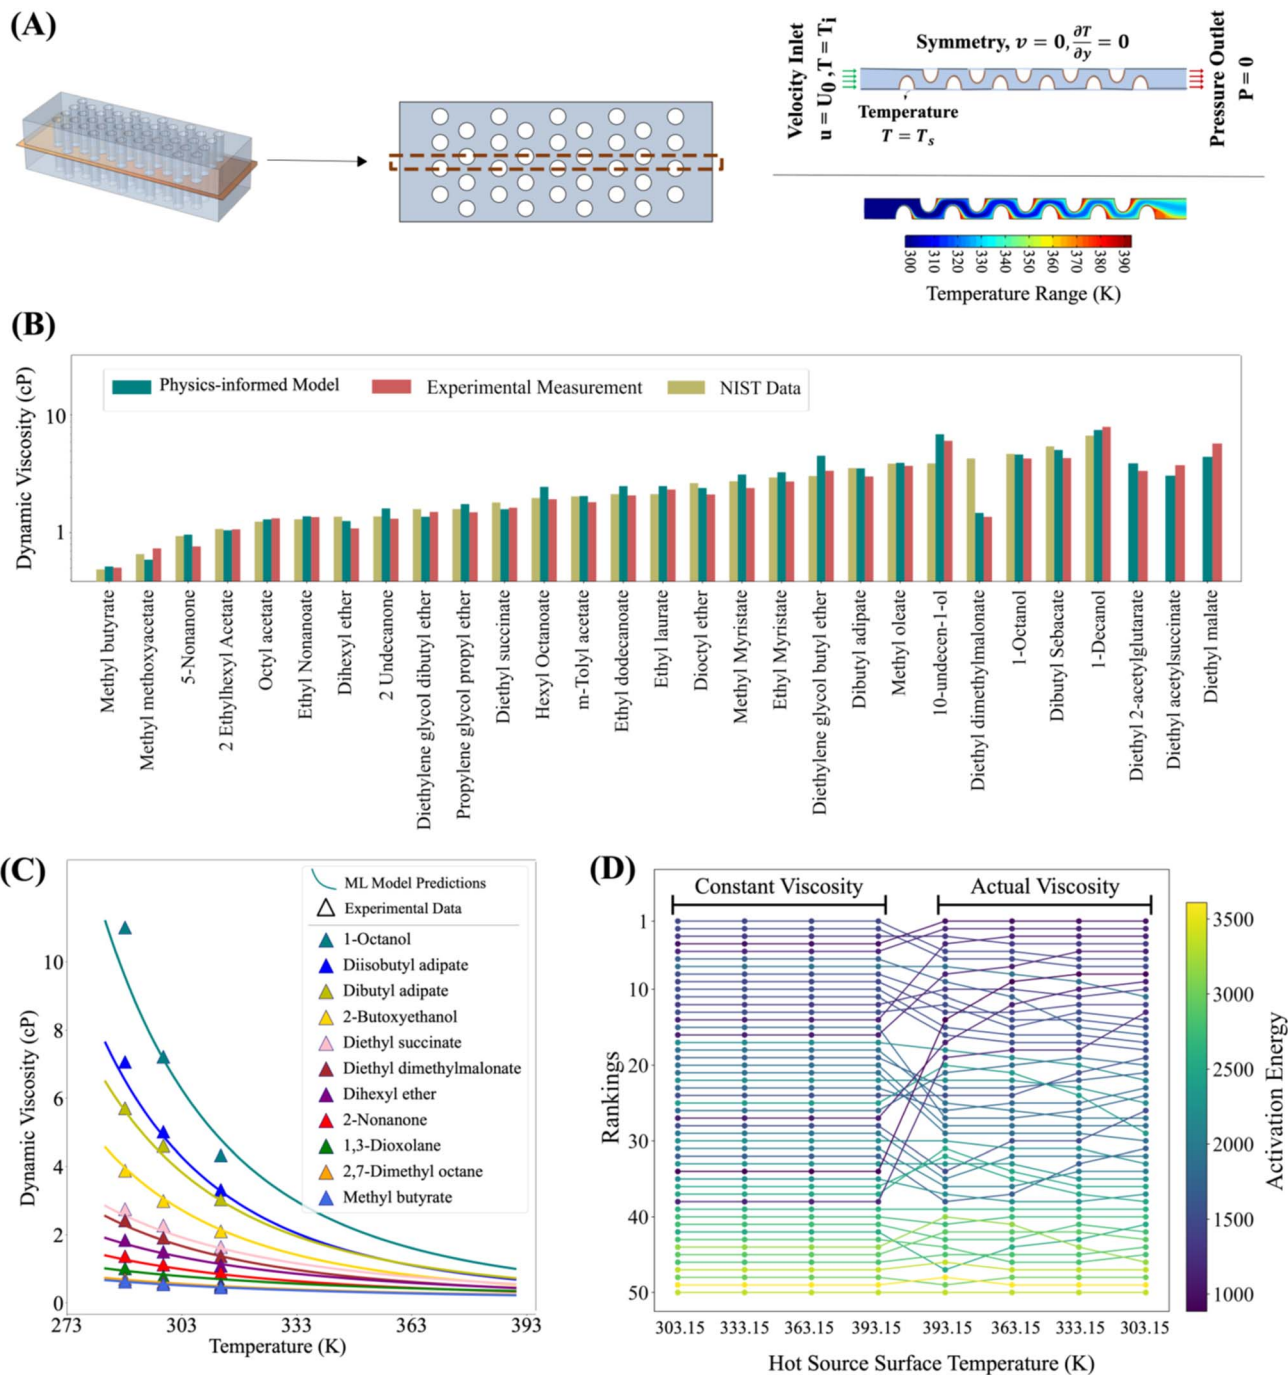 (A)
Velocity Inlet
u = U₀ ,T = Tᵢ
Symmetry, v = 0, ∂T/∂y = 0
Pressure Outlet
P = 0
Temperature
T = Tₛ
300 310 320 330 340 350 360 370 380 390
Temperature Range (K)
(B)
Dynamic Viscosity (cP)
10
1
Physics-informed Model
Experimental Measurement
NIST Data
Methyl butyrate
Methyl methoxyacetate
5-Nonanone
2 Ethylhexyl Acetate
Octyl acetate
Ethyl Nonanoate
Dihexyl ether
2 Undecanone
Diethylene glycol dibutyl ether
Propylene glycol propyl ether
Diethyl succinate
Hexyl Octanoate
m-Tolyl acetate
Ethyl dodecanoate
Ethyl laurate
Dioctyl ether
Methyl Myristate
Ethyl Myristate
Diethylene glycol butyl ether
Dibutyl adipate
Methyl oleate
10-undecen-1-ol
Diethyl dimethylmalonate
1-Octanol
Dibutyl Sebacate
1-Decanol
Diethyl 2-acetylglutarate
Diethyl acetylsuccinate
Diethyl malate
(C)
Dynamic Viscosity (cP)
10
8
6
4
2
0
ML Model Predictions
Experimental Data
1-Octanol
Diisobutyl adipate
Dibutyl adipate
2-Butoxyethanol
Diethyl succinate
Diethyl dimethylmalonate
Dihexyl ether
2-Nonanone
1,3-Dioxolane
2,7-Dimethyl octane
Methyl butyrate
273 303 333 363 393
Temperature (K)
(D)
Constant Viscosity
Actual Viscosity
Rankings
1
10
20
30
40
50
303.15 333.15 363.15 393.15 393.15 363.15 333.15 303.15
Hot Source Surface Temperature (K)
3500
3000
2500
2000
1500
1000
Activation Energy